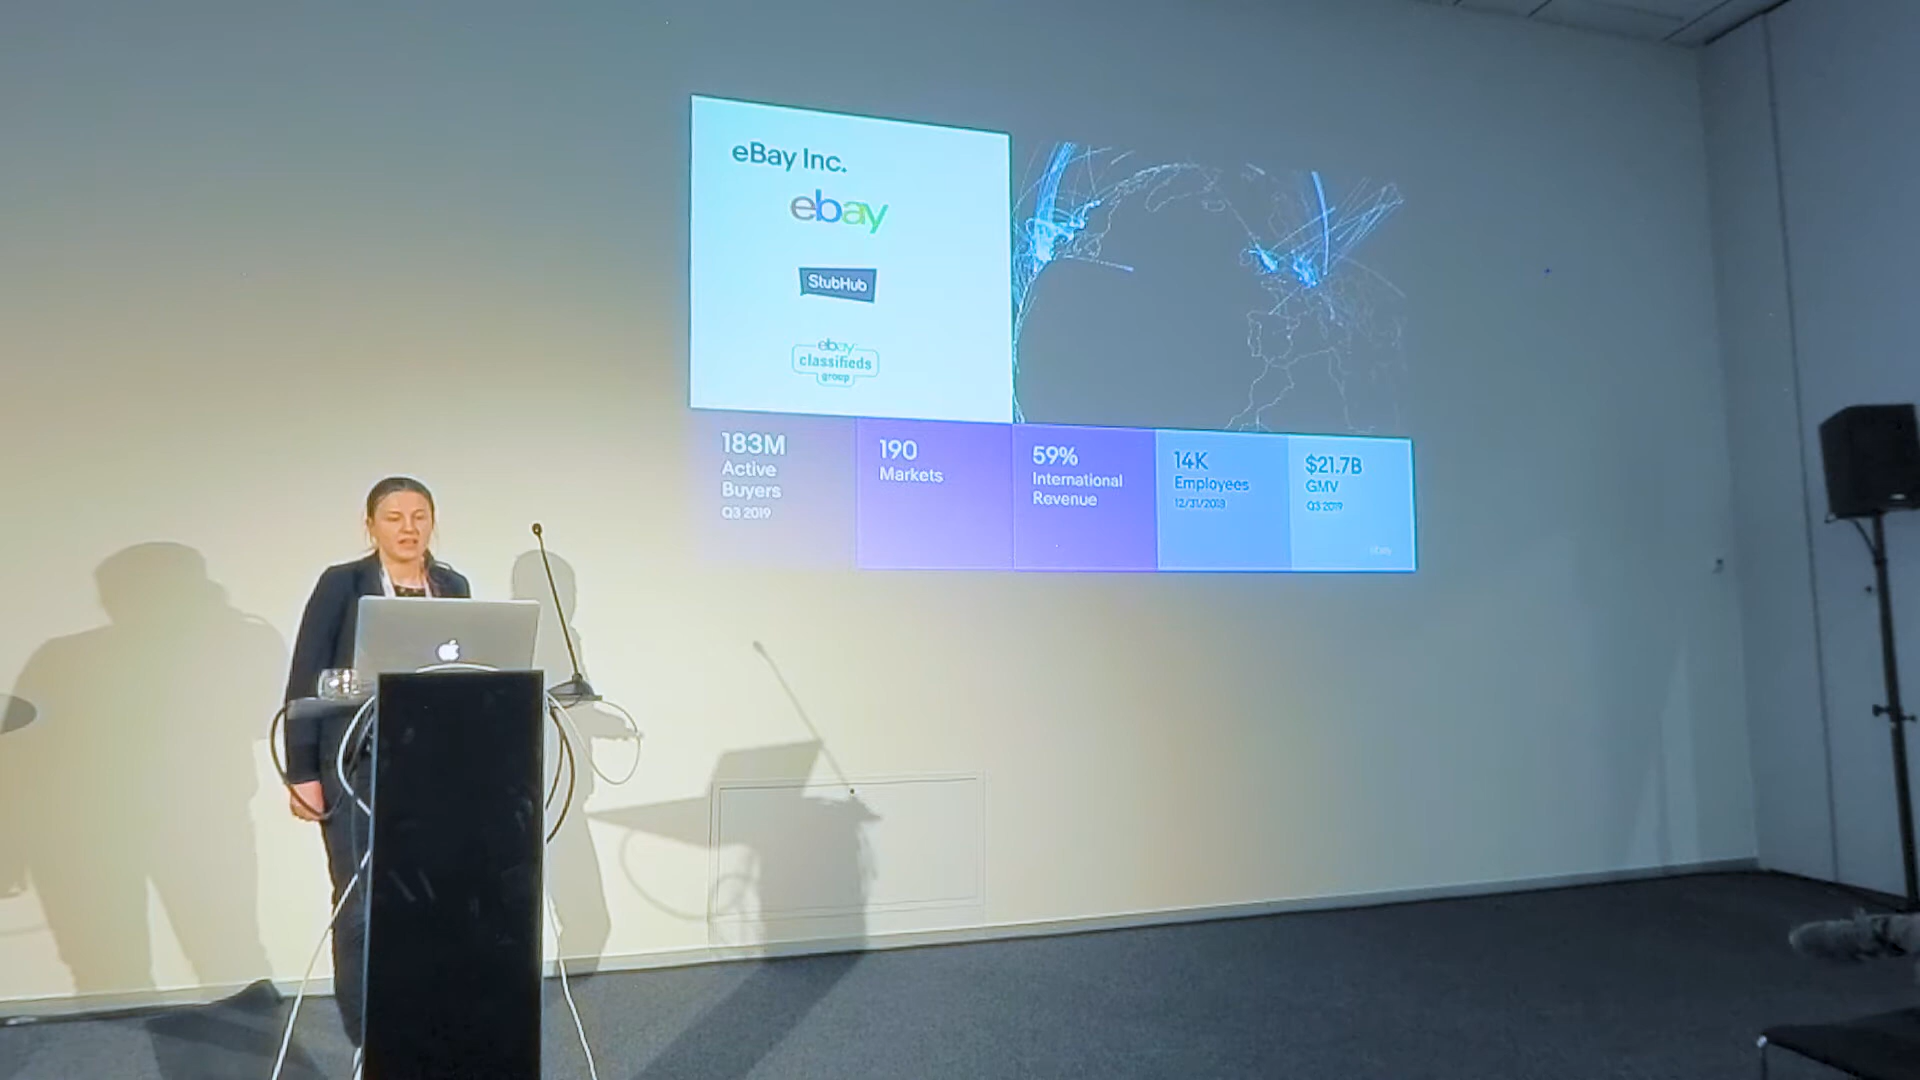 eBay Inc.
ebay
StubHub
ebay
classifieds
group
183M
Active
Buyers
Q3 2019
190
Markets
59%
International
Revenue
14K
Employees
12/31/2018
$21.7B
GMV
Q3 2019
ebay